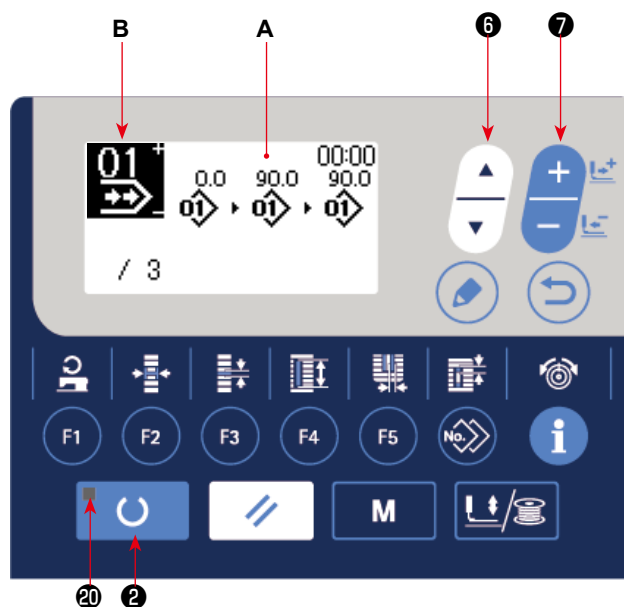 B A ❻ ❼
01 + 00:00
0.0 90.0 90.0
01 01 01
/ 3
+
−
F1 F2 F3 F4 F5 No. i
M /
⓴ ❷